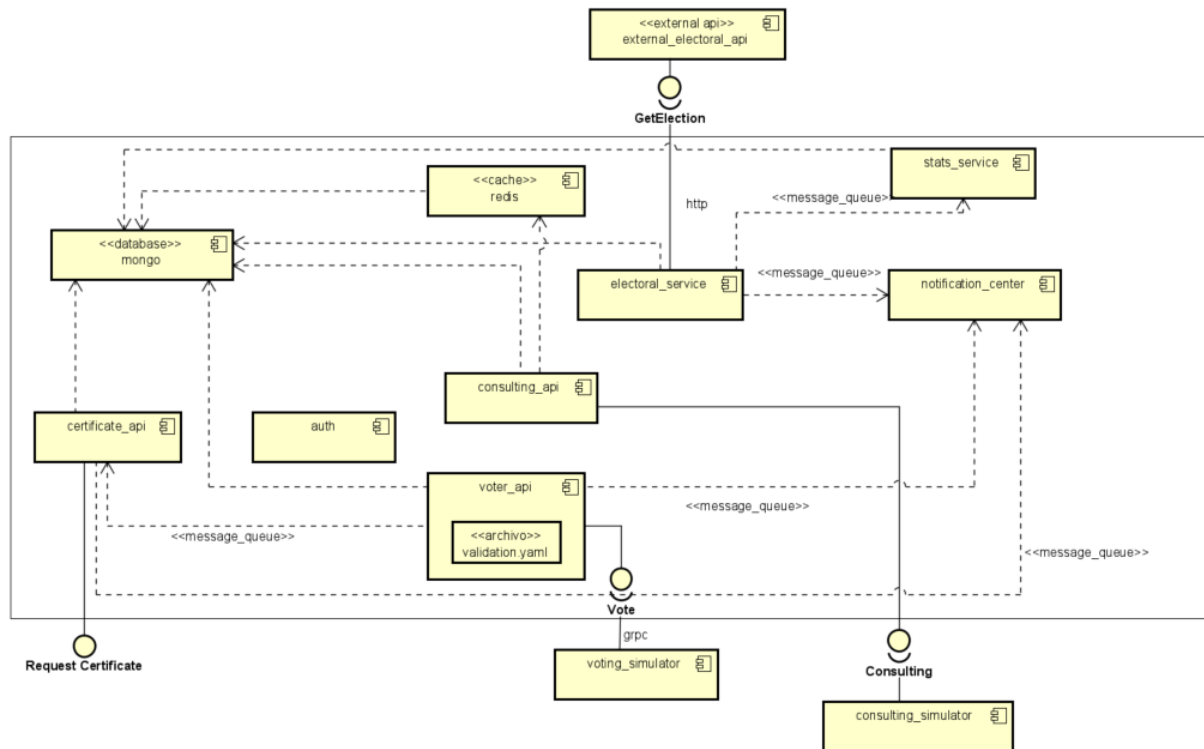 <<external api>>
external_electoral_api
GetElection
stats_service
<<cache>>
redis
<<message_queue>>
http
<<database>>
mongo
electoral_service
<<message_queue>>
notification_center
consulting_api
certificate_api
auth
voter_api
<<message_queue>>
<<archivo>>
validation.yaml
<<message_queue>>
<<message_queue>>
Vote
grpc
Request Certificate
voting_simulator
Consulting
consulting_simulator